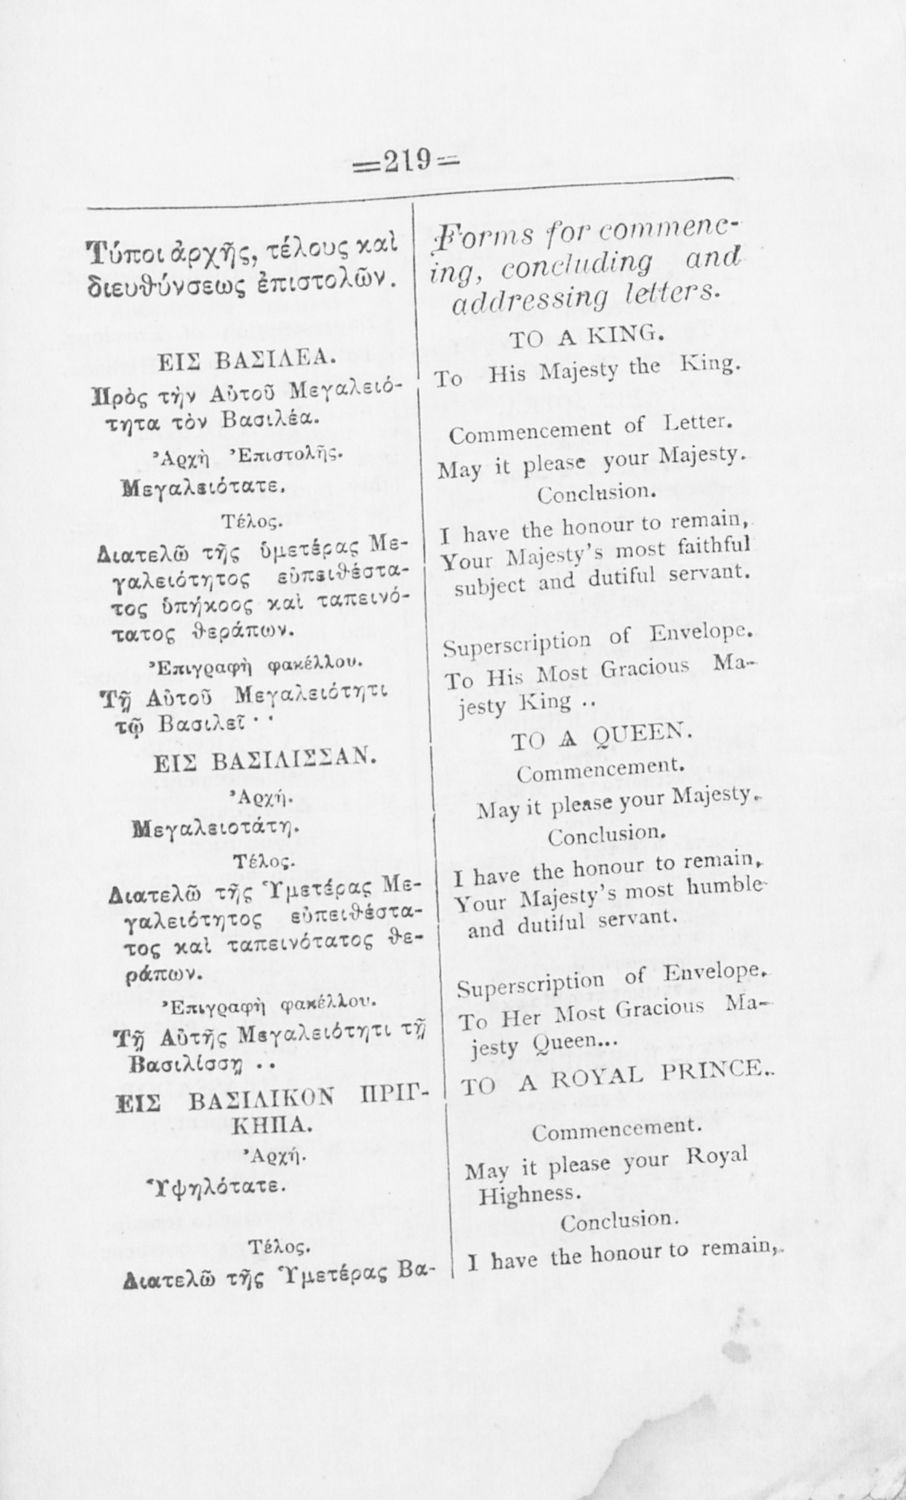 =219=
Τύποι ἀρχῆς, τέλους καὶ
διευθύνσεως ἐπιστολῶν.
ΕΙΣ ΒΑΣΙΛΕΑ.
Πρὸς τὴν Αὐτοῦ Μεγαλειό-
τητα τὸν Βασιλέα.
Ἀρχὴ Ἐπιστολῆς.
Μεγαλειότατε.
Τέλος.
Διατελῶ τῆς ὑμετέρας Με-
γαλειότητος εὐπειθέστα-
τος ὑπήκοος καὶ ταπεινό-
τατος θεράπων.
Ἐπιγραφὴ φακέλλου.
Τῇ Αὐτοῦ Μεγαλειότητι
τῷ Βασιλεῖ ··
ΕΙΣ ΒΑΣΙΛΙΣΣΑΝ.
Ἀρχή.
Μεγαλειοτάτη.
Τέλος.
Διατελῶ τῆς Ὑμετέρας Με-
γαλειότητος εὐπειθέστα-
τος καὶ ταπεινότατος θε-
ράπων.
Ἐπιγραφὴ φακέλλου.
Τῇ Αὐτῆς Μεγαλειότητι τῇ
Βασιλίσσῃ ..
ΕΙΣ ΒΑΣΙΛΙΚΟΝ ΠΡΙΓ-
ΚΗΠΑ.
Ἀρχή.
Ὑψηλότατε.
Τέλος.
Διατελῶ τῆς Ὑμετέρας Βα-
Forms for commenc-
ing, concluding and
addressing letters.
TO A KING.
To His Majesty the King.
Commencement of Letter.
May it please your Majesty.
Conclusion.
I have the honour to remain,
Your Majesty's most faithful
subject and dutiful servant.
Superscription of Envelope.
To His Most Gracious Ma-
jesty King ..
TO A QUEEN.
Commencement.
May it please your Majesty.
Conclusion.
I have the honour to remain,
Your Majesty's most humble
and dutiful servant.
Superscription of Envelope.
To Her Most Gracious Ma-
jesty Queen...
TO A ROYAL PRINCE.
Commencement.
May it please your Royal
Highness.
Conclusion.
I have the honour to remain,